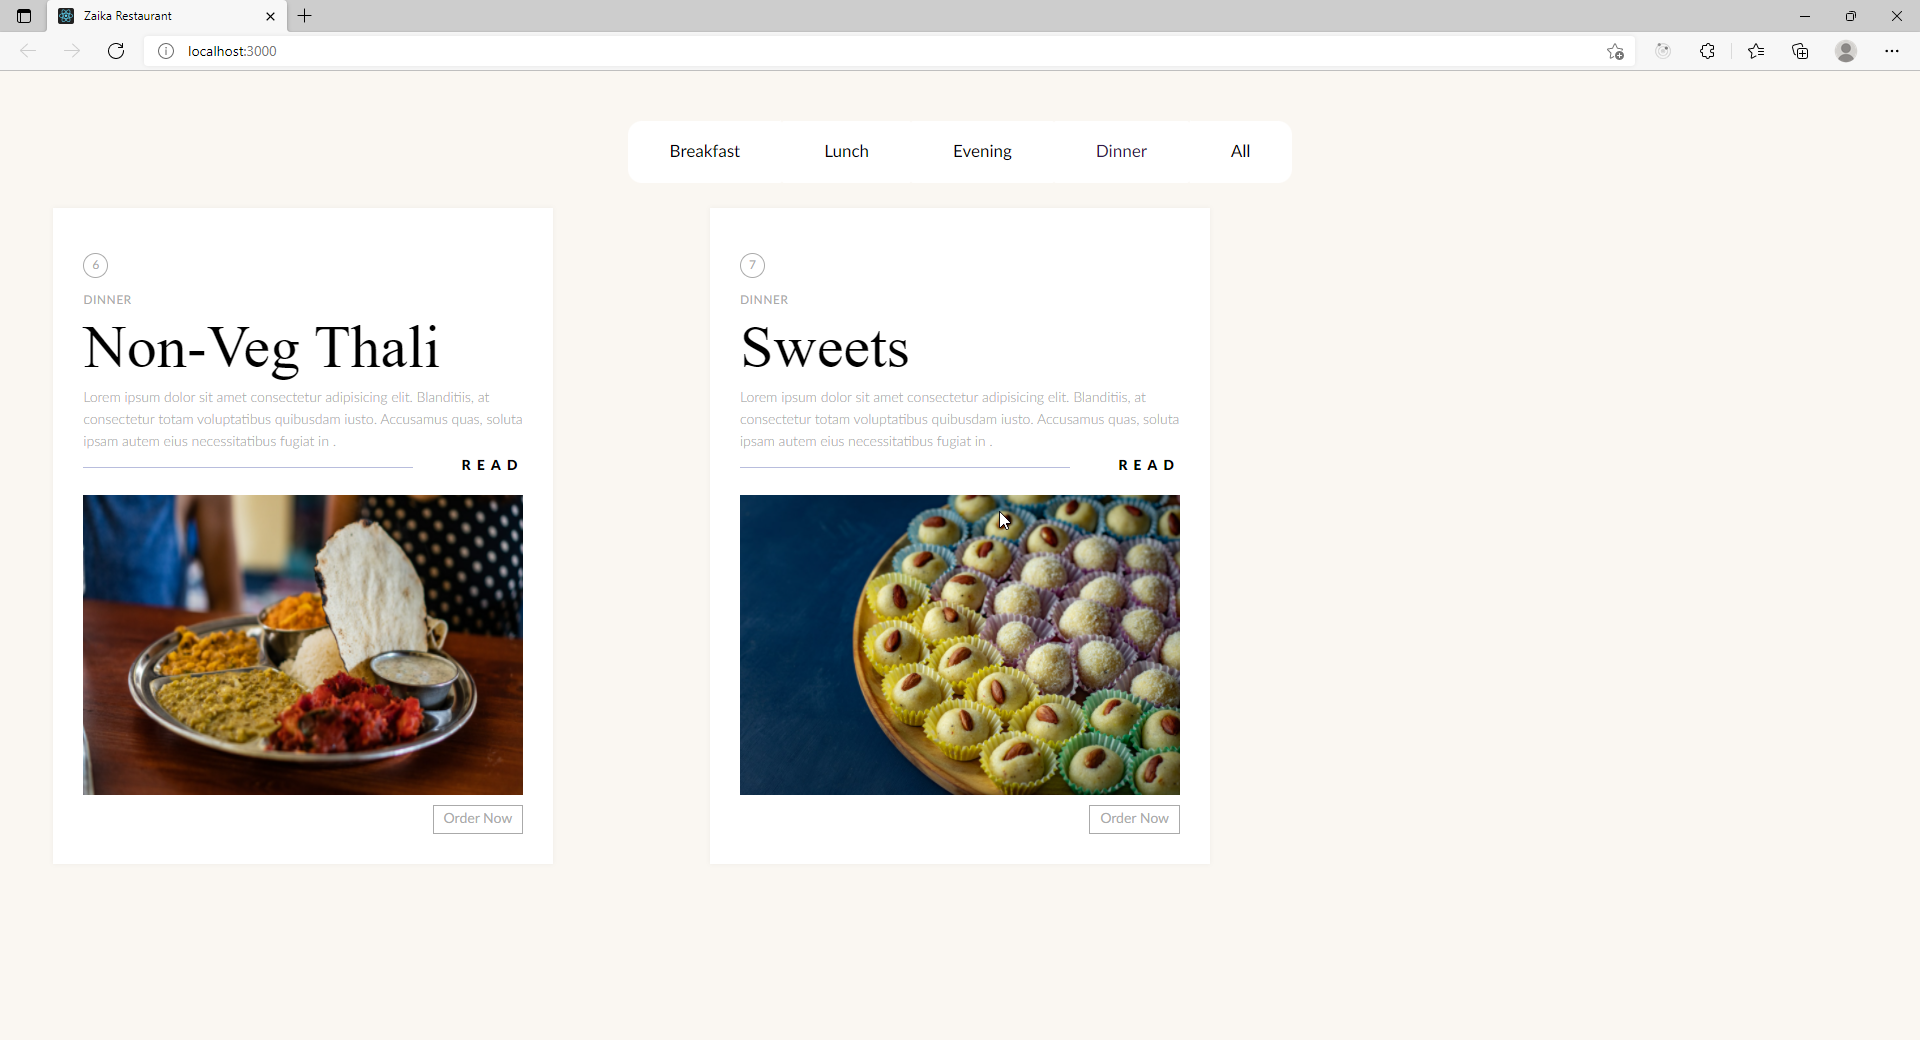 Zaika Restaurant
localhost:3000
Breakfast Lunch Evening Dinner All
6
DINNER
Non-Veg Thali
Lorem ipsum dolor sit amet consectetur adipisicing elit. Blanditiis, at
consectetur totam voluptatibus quibusdam iusto. Accusamus quas, soluta
ipsam autem eius necessitatibus fugiat in .
READ
Order Now
7
DINNER
Sweets
Lorem ipsum dolor sit amet consectetur adipisicing elit. Blanditiis, at
consectetur totam voluptatibus quibusdam iusto. Accusamus quas, soluta
ipsam autem eius necessitatibus fugiat in .
READ
Order Now